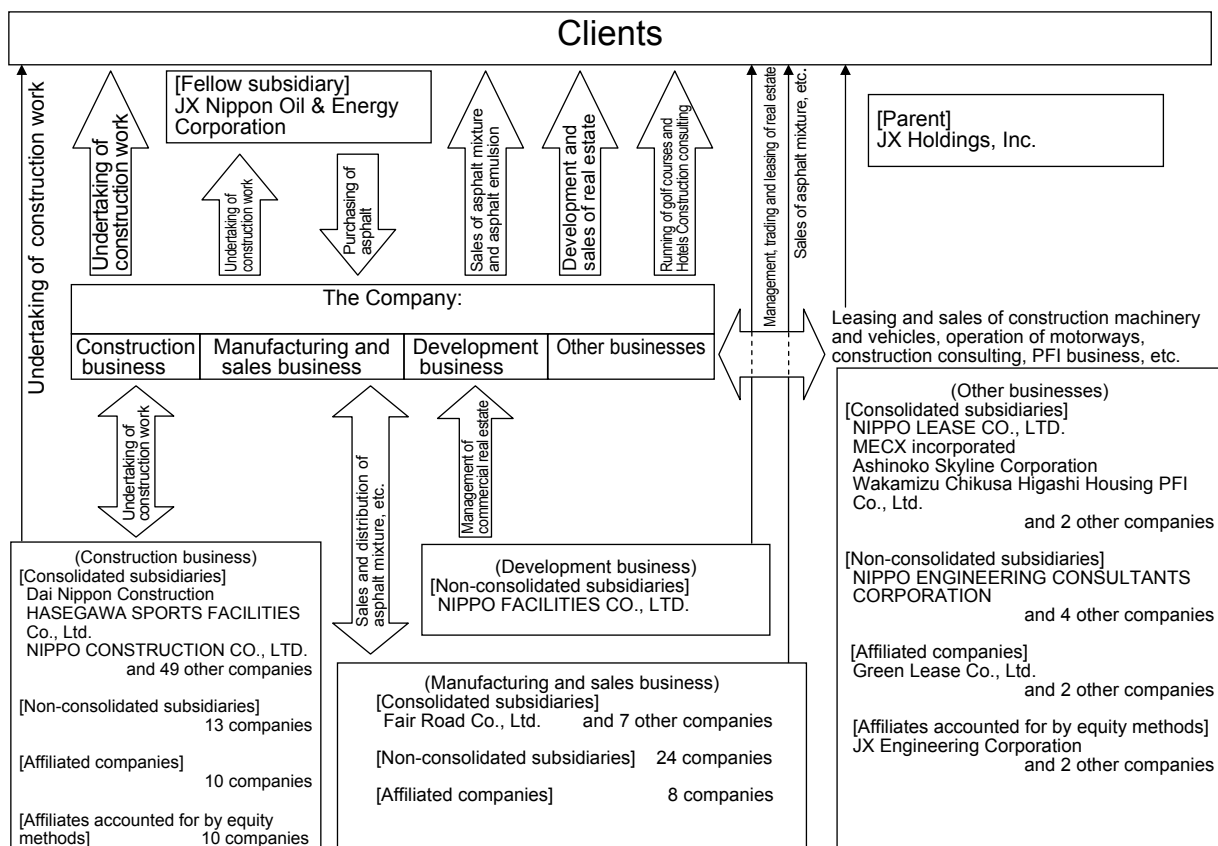 Clients
Undertaking of construction work
Undertaking of
construction work
[Fellow subsidiary]
JX Nippon Oil & Energy
Corporation
Undertaking of
construction work
Purchasing of
asphalt
Sales of asphalt mixture
and asphalt emulsion
Development and
sales of real estate
Running of golf courses and
Hotels Construction consulting
Management, trading and leasing of real estate
Sales of asphalt mixture, etc.
[Parent]
JX Holdings, Inc.
The Company:
Construction
business
Manufacturing and
sales business
Development
business
Other businesses
Leasing and sales of construction machinery
and vehicles, operation of motorways,
construction consulting, PFI business, etc.
Undertaking of
construction work
Sales and distribution of
asphalt mixture, etc.
Management of
commercial real estate
(Construction business)
[Consolidated subsidiaries]
Dai Nippon Construction
HASEGAWA SPORTS FACILITIES
Co., Ltd.
NIPPO CONSTRUCTION CO., LTD.
and 49 other companies
[Non-consolidated subsidiaries]
13 companies
[Affiliated companies]
10 companies
[Affiliates accounted for by equity
methods] 10 companies
(Development business)
[Non-consolidated subsidiaries]
NIPPO FACILITIES CO., LTD.
(Manufacturing and sales business)
[Consolidated subsidiaries]
Fair Road Co., Ltd. and 7 other companies
[Non-consolidated subsidiaries] 24 companies
[Affiliated companies] 8 companies
(Other businesses)
[Consolidated subsidiaries]
NIPPO LEASE CO., LTD.
MECX incorporated
Ashinoko Skyline Corporation
Wakamizu Chikusa Higashi Housing PFI
Co., Ltd.
and 2 other companies
[Non-consolidated subsidiaries]
NIPPO ENGINEERING CONSULTANTS
CORPORATION
and 4 other companies
[Affiliated companies]
Green Lease Co., Ltd.
and 2 other companies
[Affiliates accounted for by equity methods]
JX Engineering Corporation
and 2 other companies